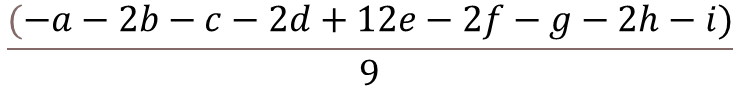 (−a − 2b − c − 2d + 12e − 2f − g − 2h − i)
9